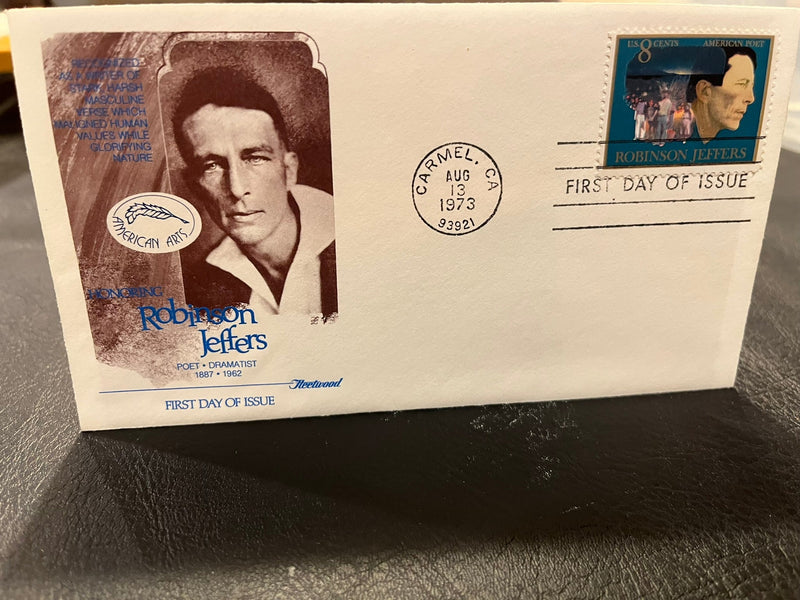 RECOGNIZED
AS A WRITER OF
STARK, HARSH
MASCULINE
VERSE WHICH
MALIGNED HUMAN
VALUES WHILE
GLORIFYING
NATURE
AMERICAN ARTS
HONORING
Robinson
Jeffers
POET • DRAMATIST
1887 • 1962
Fleetwood
FIRST DAY OF ISSUE
CARMEL, CA
AUG
13
1973
93921
U.S. 8 CENTS AMERICAN POET
ROBINSON JEFFERS
FIRST DAY OF ISSUE